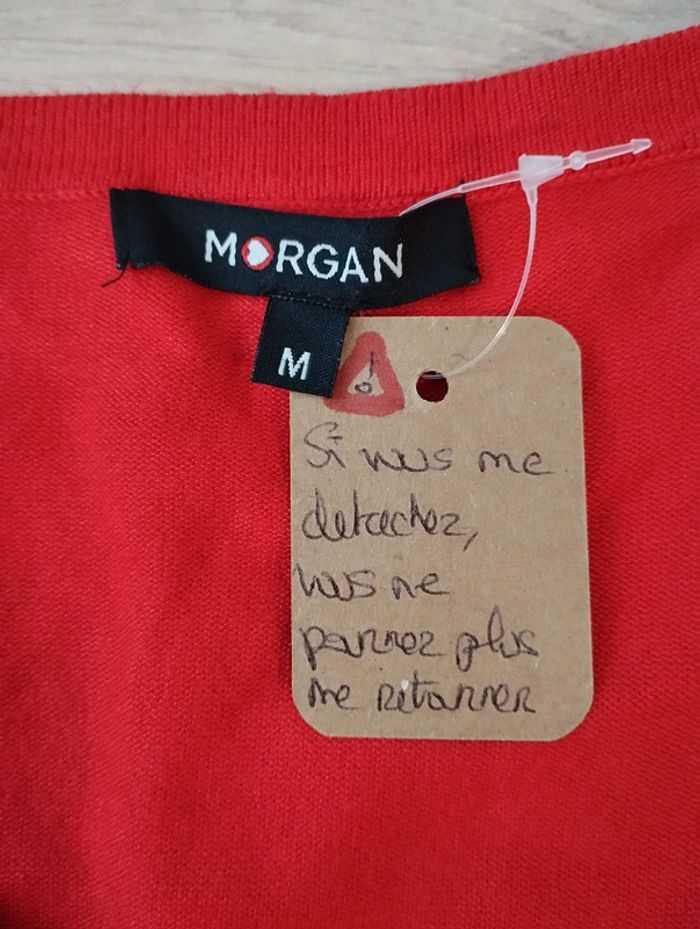 MORGAN
M
!
Si vous me
detachez,
vous ne
pourrez plus
me retourner